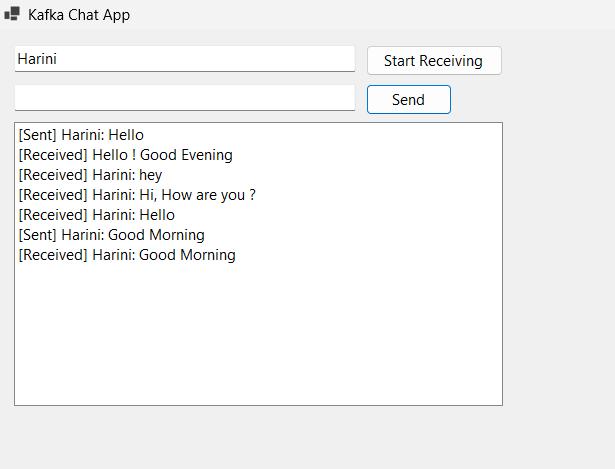 Kafka Chat App
Harini
Start Receiving
Send
[Sent] Harini: Hello
[Received] Hello ! Good Evening
[Received] Harini: hey
[Received] Harini: Hi, How are you ?
[Received] Harini: Hello
[Sent] Harini: Good Morning
[Received] Harini: Good Morning